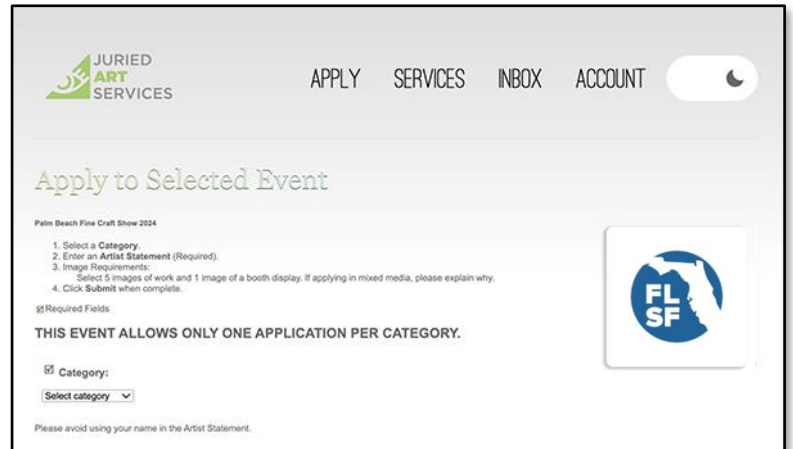 JURIED
ART
SERVICES
APPLY SERVICES INBOX ACCOUNT
Apply to Selected Event
Palm Beach Fine Craft Show 2024
1. Select a Category.
2. Enter an Artist Statement (Required).
3. Image Requirements:
Select 5 images of work and 1 image of a booth display. If applying in mixed media, please explain why.
4. Click Submit when complete.
Required Fields
THIS EVENT ALLOWS ONLY ONE APPLICATION PER CATEGORY.
Category:
Select category
Please avoid using your name in the Artist Statement.
FL
SF